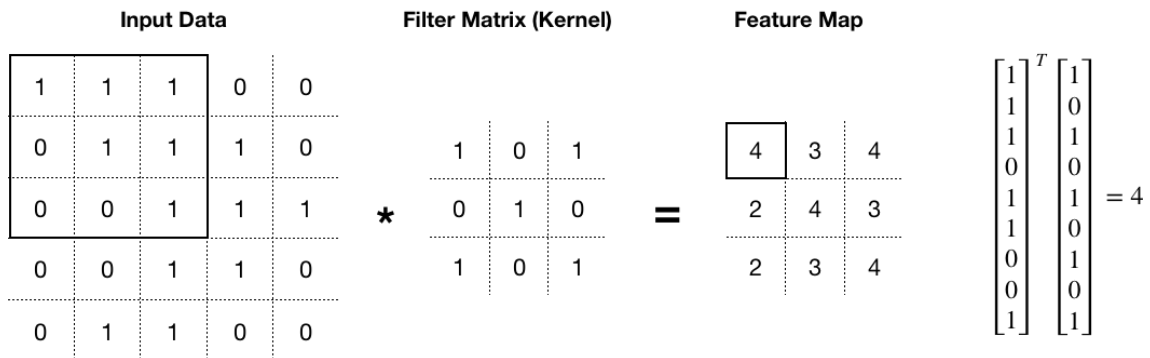 Input Data Filter Matrix (Kernel) Feature Map
1 1 1 0 0
0 1 1 1 0
0 0 1 1 1
0 0 1 1 0
0 1 1 0 0
*
1 0 1
0 1 0
1 0 1
=
4 3 4
2 4 3
2 3 4
T
1 1
1 0
1 1
0 0
1 1 = 4
1 0
0 1
0 0
1 1